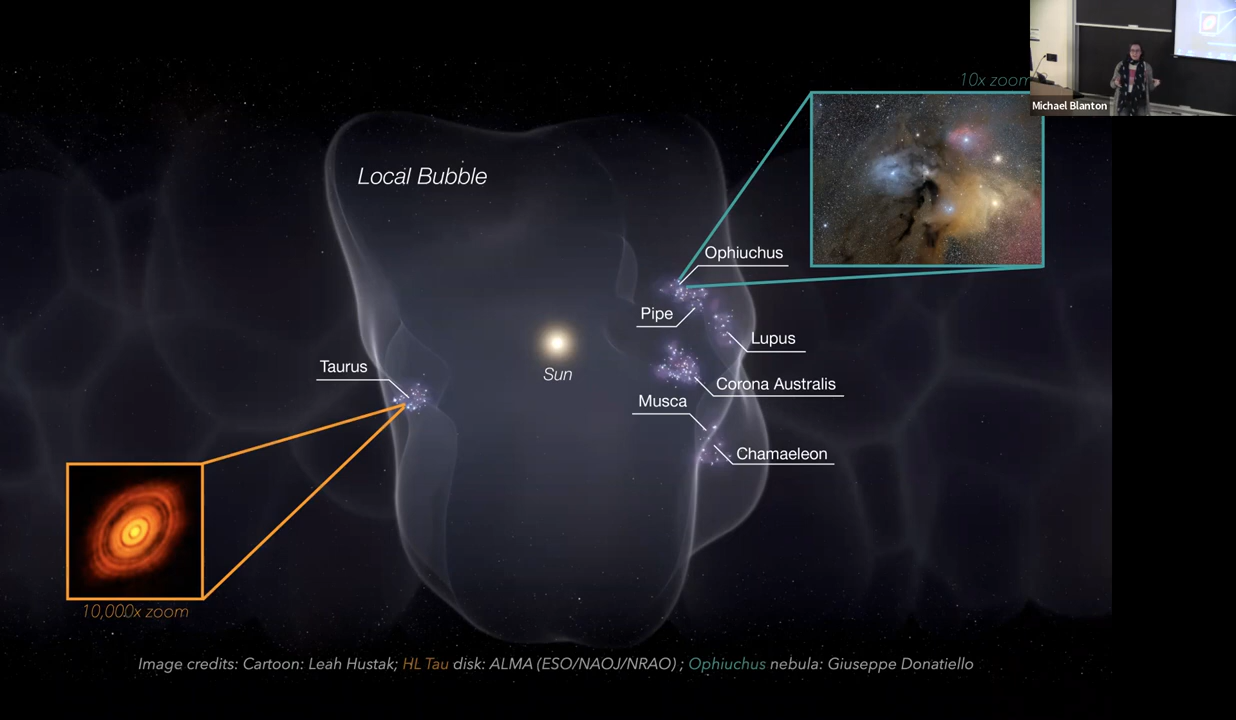 10x zoom
Michael Blanton
Local Bubble
Ophiuchus
Pipe
Lupus
Taurus
Sun
Corona Australis
Musca
Chamaeleon
10,000x zoom
Image credits: Cartoon: Leah Hustak; HL Tau disk: ALMA (ESO/NAOJ/NRAO) ; Ophiuchus nebula: Giuseppe Donatiello